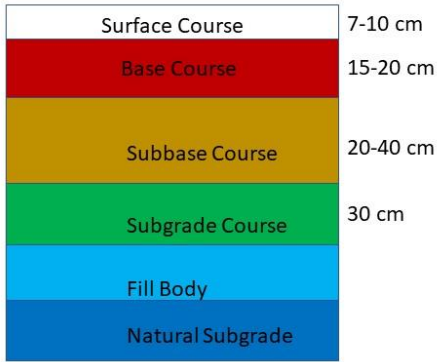 Surface Course 7-10 cm
Base Course 15-20 cm
Subbase Course 20-40 cm
Subgrade Course 30 cm
Fill Body
Natural Subgrade